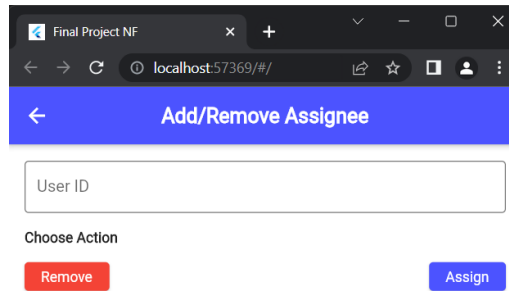 Final Project NF
localhost:57369/#/
Add/Remove Assignee
User ID
Choose Action
Remove
Assign